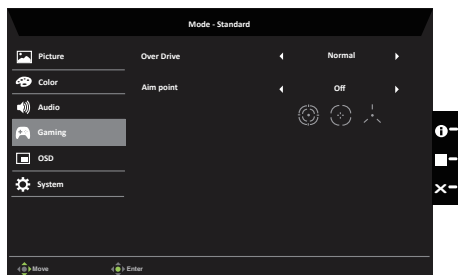 Mode - Standard
Picture
Over Drive Normal
Color
Aim point Off
Audio
Gaming
OSD
System
Move Enter